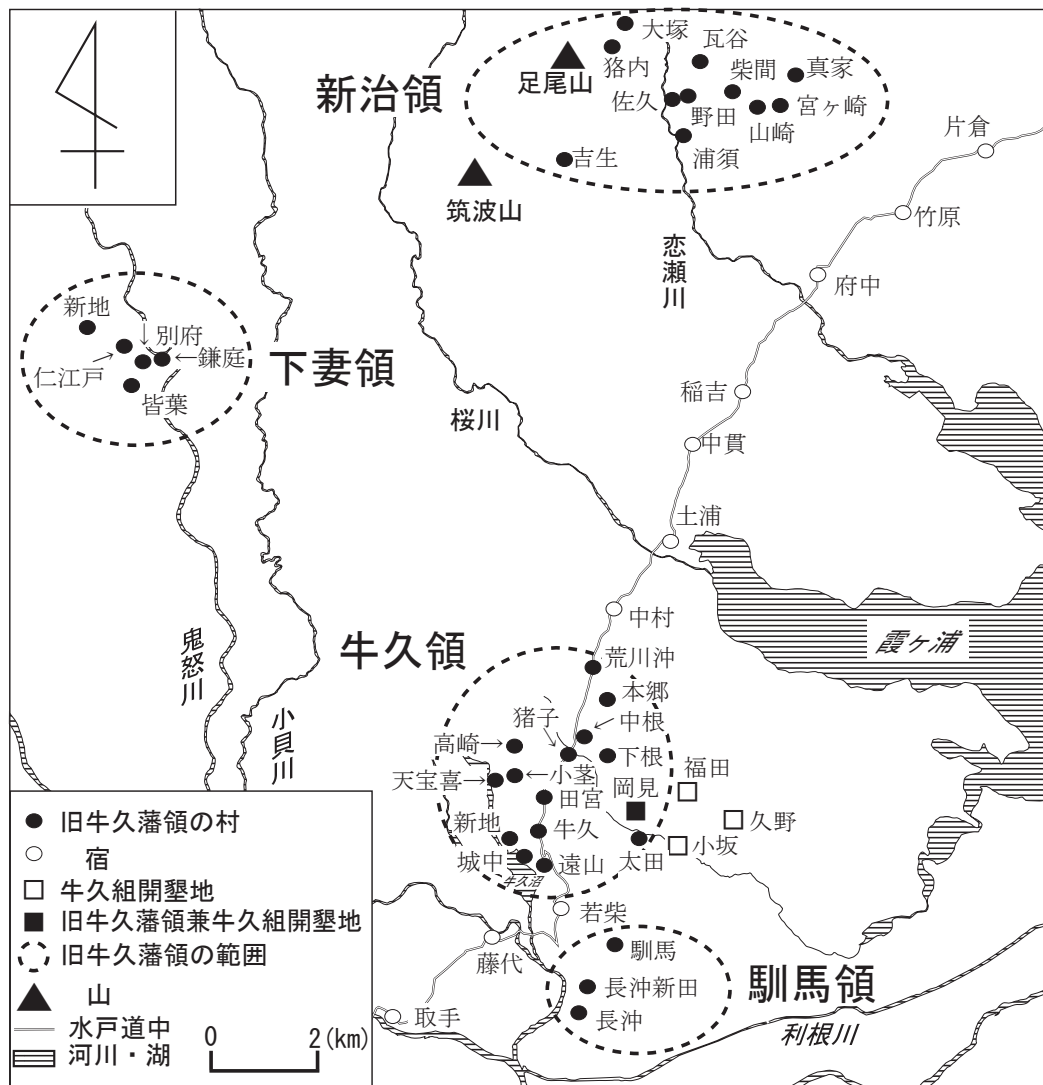 大塚
瓦谷
狢内
足尾山
柴間
真家
新治領
佐久
野田
山崎
宮ヶ崎
片倉
浦須
吉生
筑波山
竹原
恋瀬川
府中
新地
別府
仁江戸
鎌庭
皆葉
下妻領
稲吉
桜川
中貫
土浦
中村
霞ヶ浦
鬼怒川
小貝川
牛久領
荒川沖
本郷
猪子
中根
高崎
下根
天宝喜
小茎
岡見
福田
田宮
久野
新地
牛久
小坂
城中
遠山
太田
牛久沼
若柴
藤代
馴馬
長沖新田
馴馬領
長沖
取手
利根川
旧牛久藩領の村
宿
牛久組開墾地
旧牛久藩領兼牛久組開墾地
旧牛久藩領の範囲
山
水戸道中
河川・湖
0 2(km)